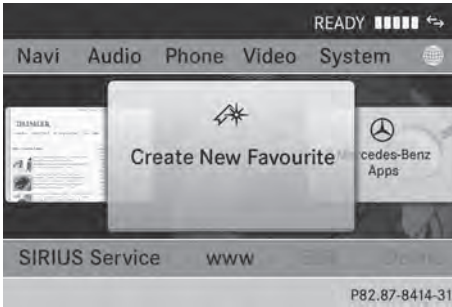 READY
Navi Audio Phone Video System
DAIMLER
Create New Favourite
Mercedes-Benz
Apps
SIRIUS Service www
P82.87-8414-31